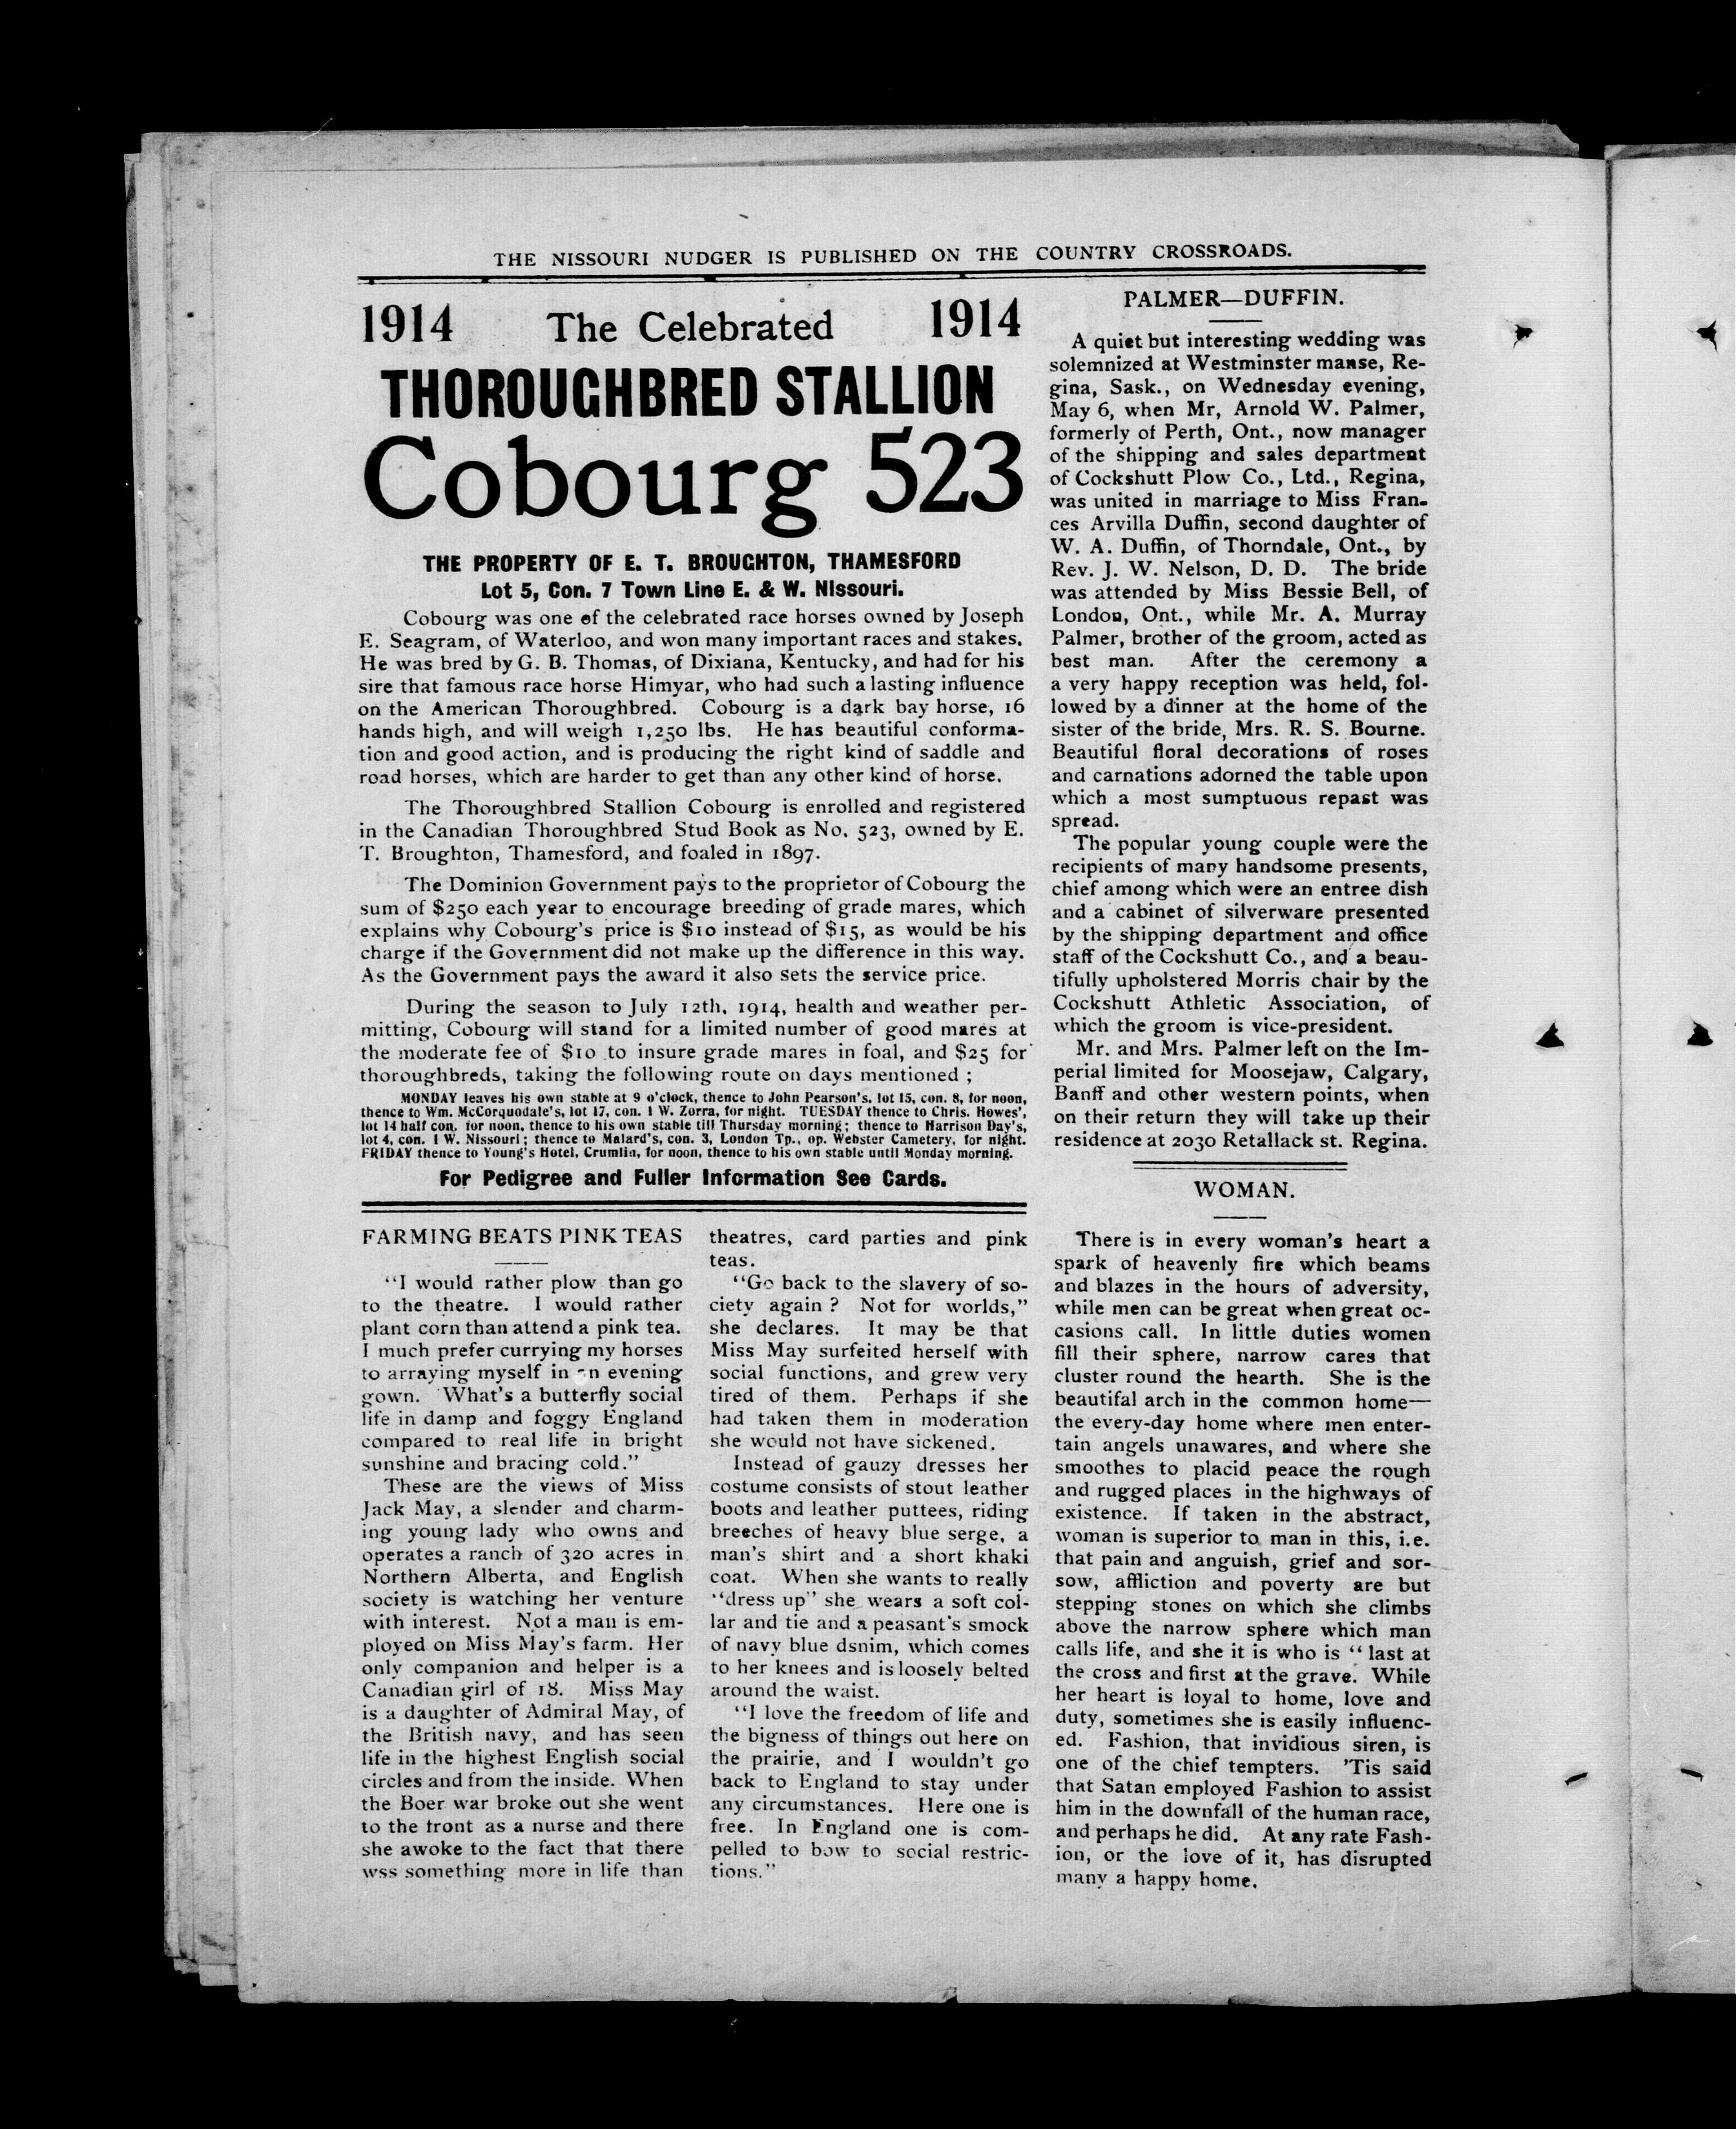 THE NISSOURI NUDGER IS PUBLISHED ON THE COUNTRY CROSSROADS.
1914 The Celebrated 1914
THOROUGHBRED STALLION
Cobourg 523
THE PROPERTY OF E. T. BROUGHTON, THAMESFORD
Lot 5, Con. 7 Town Line E. & W. Nissouri.
Cobourg was one of the celebrated race horses owned by Joseph
E. Seagram, of Waterloo, and won many important races and stakes.
He was bred by G. B. Thomas, of Dixiana, Kentucky, and had for his
sire that famous race horse Himyar, who had such a lasting influence
on the American Thoroughbred. Cobourg is a dark bay horse, 16
hands high, and will weigh 1,250 lbs. He has beautiful conforma-
tion and good action, and is producing the right kind of saddle and
road horses, which are harder to get than any other kind of horse.
The Thoroughbred Stallion Cobourg is enrolled and registered
in the Canadian Thoroughbred Stud Book as No. 523, owned by E.
T. Broughton, Thamesford, and foaled in 1897.
The Dominion Government pays to the proprietor of Cobourg the
sum of $250 each year to encourage breeding of grade mares, which
explains why Cobourg's price is $10 instead of $15, as would be his
charge if the Government did not make up the difference in this way.
As the Government pays the award it also sets the service price.
During the season to July 12th, 1914, health and weather per-
mitting, Cobourg will stand for a limited number of good mares at
the moderate fee of $10 to insure grade mares in foal, and $25 for
thoroughbreds, taking the following route on days mentioned ;
MONDAY leaves his own stable at 9 o'clock, thence to John Pearson's, lot 15, con. 8, for noon,
thence to Wm. McCorquodale's, lot 17, con. 1 W. Zorra, for night. TUESDAY thence to Chris. Howes',
lot 14 half con. for noon, thence to his own stable till Thursday morning; thence to Harrison Day's,
lot 4, con. 1 W. Nissouri; thence to Malard's, con. 3, London Tp., op. Webster Cametery, for night.
FRIDAY thence to Young's Hotel, Crumlin, for noon, thence to his own stable until Monday morning.
For Pedigree and Fuller Information See Cards.
FARMING BEATS PINK TEAS
"I would rather plow than go
to the theatre. I would rather
plant corn than attend a pink tea.
I much prefer currying my horses
to arraying myself in an evening
gown. What's a butterfly social
life in damp and foggy England
compared to real life in bright
sunshine and bracing cold."
These are the views of Miss
Jack May, a slender and charm-
ing young lady who owns and
operates a ranch of 320 acres in
Northern Alberta, and English
society is watching her venture
with interest. Not a man is em-
ployed on Miss May's farm. Her
only companion and helper is a
Canadian girl of 18. Miss May
is a daughter of Admiral May, of
the British navy, and has seen
life in the highest English social
circles and from the inside. When
the Boer war broke out she went
to the front as a nurse and there
she awoke to the fact that there
wss something more in life than
theatres, card parties and pink
teas.
"Go back to the slavery of so-
ciety again ? Not for worlds,"
she declares. It may be that
Miss May surfeited herself with
social functions, and grew very
tired of them. Perhaps if she
had taken them in moderation
she would not have sickened.
Instead of gauzy dresses her
costume consists of stout leather
boots and leather puttees, riding
breeches of heavy blue serge, a
man's shirt and a short khaki
coat. When she wants to really
"dress up" she wears a soft col-
lar and tie and a peasant's smock
of navy blue dsnim, which comes
to her knees and is loosely belted
around the waist.
"I love the freedom of life and
the bigness of things out here on
the prairie, and I wouldn't go
back to England to stay under
any circumstances. Here one is
free. In England one is com-
pelled to bow to social restric-
tions."
PALMER—DUFFIN.
A quiet but interesting wedding was
solemnized at Westminster manse, Re-
gina, Sask., on Wednesday evening,
May 6, when Mr, Arnold W. Palmer,
formerly of Perth, Ont., now manager
of the shipping and sales department
of Cockshutt Plow Co., Ltd., Regina,
was united in marriage to Miss Fran-
ces Arvilla Duffin, second daughter of
W. A. Duffin, of Thorndale, Ont., by
Rev. J. W. Nelson, D. D. The bride
was attended by Miss Bessie Bell, of
London, Ont., while Mr. A. Murray
Palmer, brother of the groom, acted as
best man. After the ceremony a
a very happy reception was held, fol-
lowed by a dinner at the home of the
sister of the bride, Mrs. R. S. Bourne.
Beautiful floral decorations of roses
and carnations adorned the table upon
which a most sumptuous repast was
spread.
The popular young couple were the
recipients of many handsome presents,
chief among which were an entree dish
and a cabinet of silverware presented
by the shipping department and office
staff of the Cockshutt Co., and a beau-
tifully upholstered Morris chair by the
Cockshutt Athletic Association, of
which the groom is vice-president.
Mr. and Mrs. Palmer left on the Im-
perial limited for Moosejaw, Calgary,
Banff and other western points, when
on their return they will take up their
residence at 2030 Retallack st. Regina.
WOMAN.
There is in every woman's heart a
spark of heavenly fire which beams
and blazes in the hours of adversity,
while men can be great when great oc-
casions call. In little duties women
fill their sphere, narrow cares that
cluster round the hearth. She is the
beautifal arch in the common home—
the every-day home where men enter-
tain angels unawares, and where she
smoothes to placid peace the rough
and rugged places in the highways of
existence. If taken in the abstract,
woman is superior to man in this, i.e.
that pain and anguish, grief and sor-
sow, affliction and poverty are but
stepping stones on which she climbs
above the narrow sphere which man
calls life, and she it is who is " last at
the cross and first at the grave. While
her heart is loyal to home, love and
duty, sometimes she is easily influenc-
ed. Fashion, that invidious siren, is
one of the chief tempters. 'Tis said
that Satan employed Fashion to assist
him in the downfall of the human race,
and perhaps he did. At any rate Fash-
ion, or the love of it, has disrupted
many a happy home.